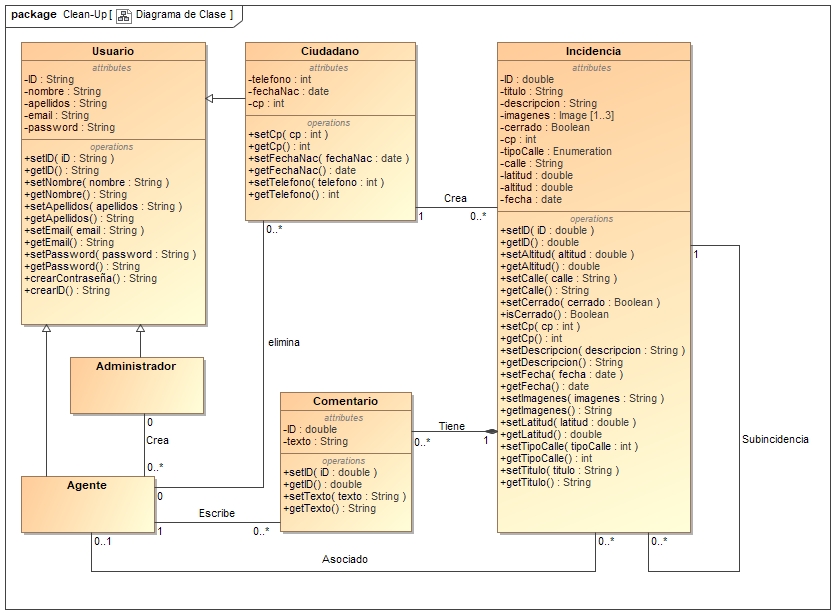 package Clean-Up [ Diagrama de Clase ]
Usuario
attributes
-ID : String
-nombre : String
-apellidos : String
-email : String
-password : String
operations
+setID( iD : String )
+getID() : String
+setNombre( nombre : String )
+getNombre() : String
+setApellidos( apellidos : String )
+getApellidos() : String
+setEmail( email : String )
+getEmail() : String
+setPassword( password : String )
+getPassword() : String
+crearContraseña() : String
+crearID() : String
Ciudadano
attributes
-telefono : int
-fechaNac : date
-cp : int
operations
+setCp( cp : int )
+getCp() : int
+setFechaNac( fechaNac : date )
+getFechaNac() : date
+setTelefono( telefono : int )
+getTelefono() : int
Incidencia
attributes
-ID : double
-titulo : String
-descripcion : String
-imagenes : Image [1..3]
-cerrado : Boolean
-cp : int
-tipoCalle : Enumeration
-calle : String
-latitud : double
-altitud : double
-fecha : date
operations
+setID( iD : double )
+getID() : double
+setAltitud( altitud : double )
+getAltitud() : double
+setCalle( calle : String )
+getCalle() : String
+setCerrado( cerrado : Boolean )
+isCerrado() : Boolean
+setCp( cp : int )
+getCp() : int
+setDescripcion( descripcion : String )
+getDescripcion() : String
+setFecha( fecha : date )
+getFecha() : date
+setImagenes( imagenes : String )
+getImagenes() : String
+setLatitud( latitud : double )
+getLatitud() : double
+setTipoCalle( tipoCalle : int )
+getTipoCalle() : int
+setTitulo( titulo : String )
+getTitulo() : String
Crea
1
0..*
0..*
elimina
1
Subincidencia
Administrador
0
Crea
0..*
Comentario
attributes
-ID : double
-texto : String
operations
+setID( iD : double )
+getID() : double
+setTexto( texto : String )
+getTexto() : String
Tiene
0..*
1
Agente
0
Escribe
1
0..*
0..1
0..*
0..*
Asociado